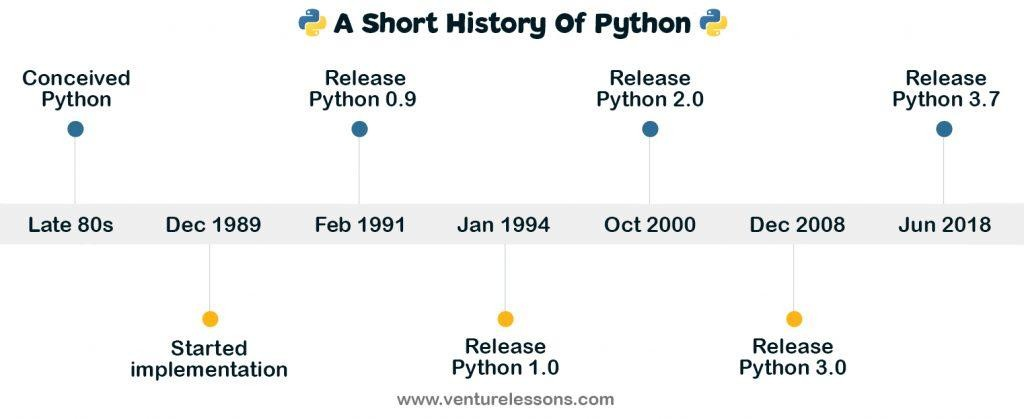 A Short History Of Python
Conceived
Python
Release
Python 0.9
Release
Python 2.0
Release
Python 3.7
Late 80s
Dec 1989
Feb 1991
Jan 1994
Oct 2000
Dec 2008
Jun 2018
Started
implementation
Release
Python 1.0
Release
Python 3.0
www.venturelessons.com